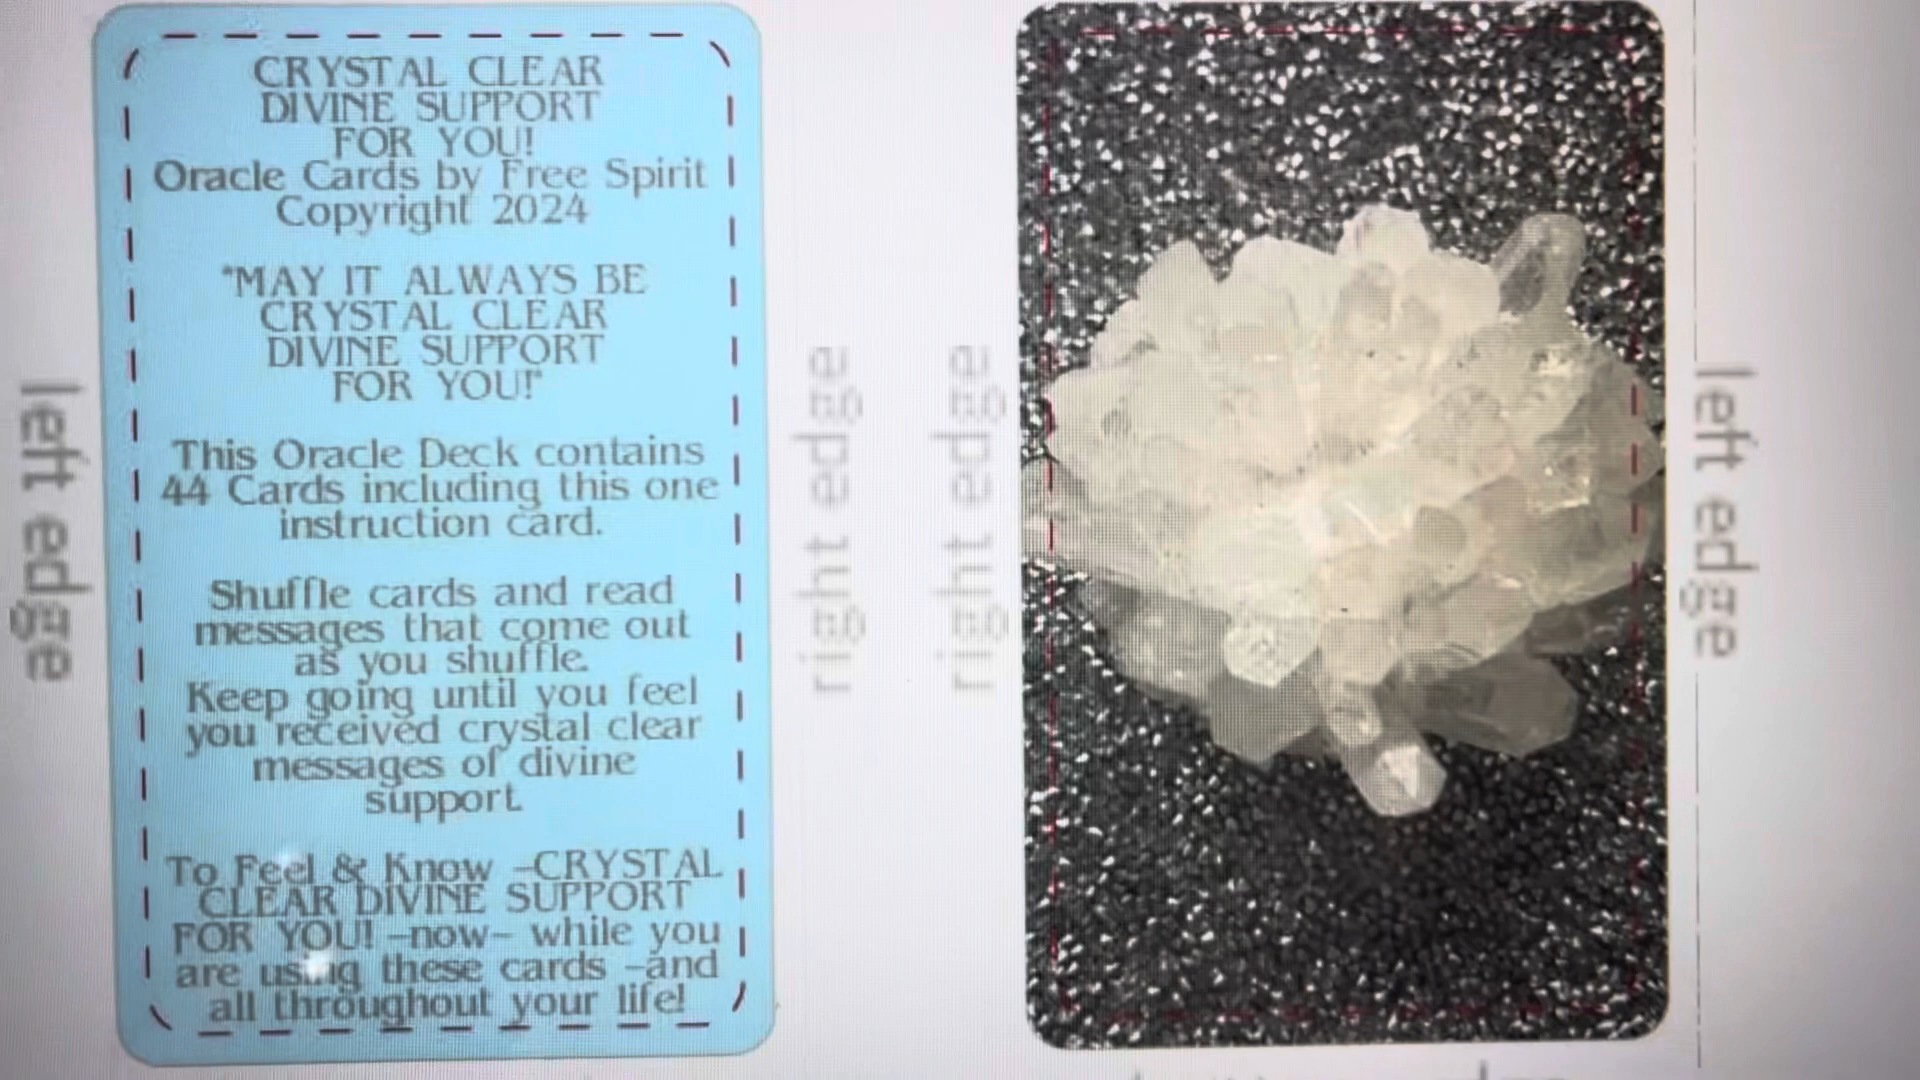 CRYSTAL CLEAR
DIVINE SUPPORT
FOR YOU!
Oracle Cards by Free Spirit
Copyright 2024
"MAY IT ALWAYS BE
CRYSTAL CLEAR
DIVINE SUPPORT
FOR YOU!"
This Oracle Deck contains
44 Cards including this one
instruction card.
Shuffle cards and read
messages that come out
as you shuffle.
Keep going until you feel
you received crystal clear
messages of divine
support.
To Feel & Know -CRYSTAL
CLEAR DIVINE SUPPORT
FOR YOU! -now- while you
are using these cards -and
all throughout your life!
left edge
right edge
right edge
left edge